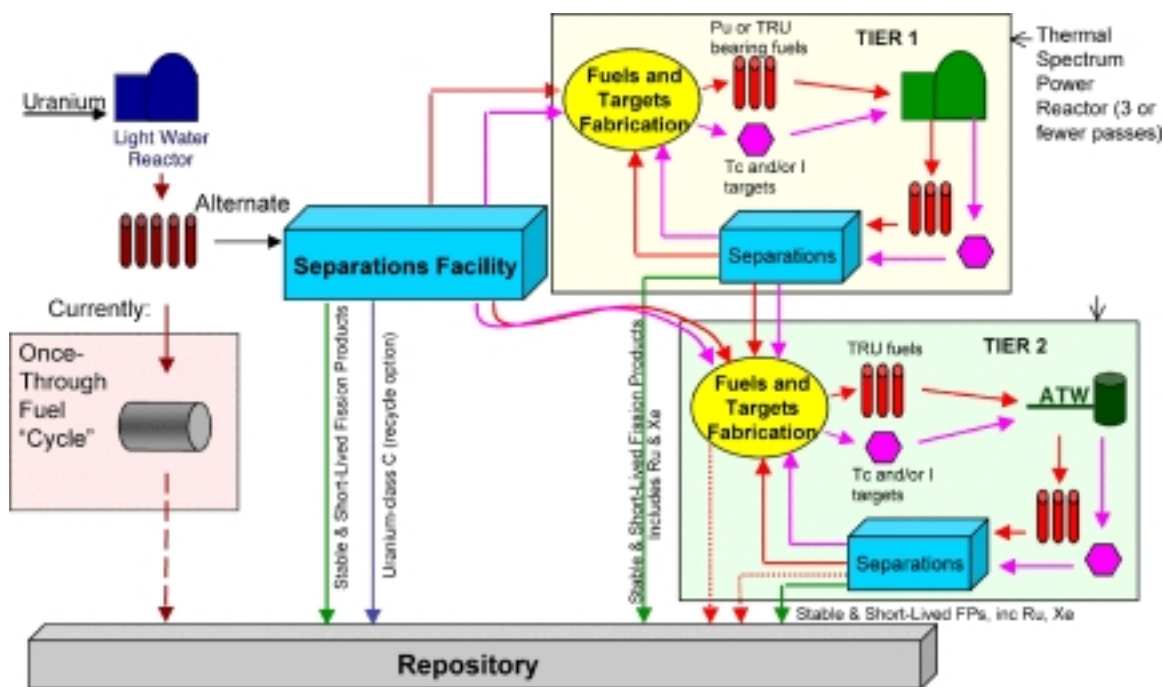 Uranium
Light Water
Reactor
Alternate
Currently:
Once-
Through
Fuel
“Cycle”
Separations Facility
Stable & Short-Lived Fission Products
Uranium-class C (recycle option)
TIER 1
Fuels and
Targets
Fabrication
Pu or TRU
bearing fuels
Tc and/or I
targets
Separations
Thermal
Spectrum
Power
Reactor (3 or
fewer passes)
Stable & Short-Lived Fission Products
Includes Ru & Xe
TIER 2
Fuels and
Targets
Fabrication
TRU fuels
Tc and/or I
targets
ATW
Separations
Stable & Short-Lived FPs, inc Ru, Xe
Repository